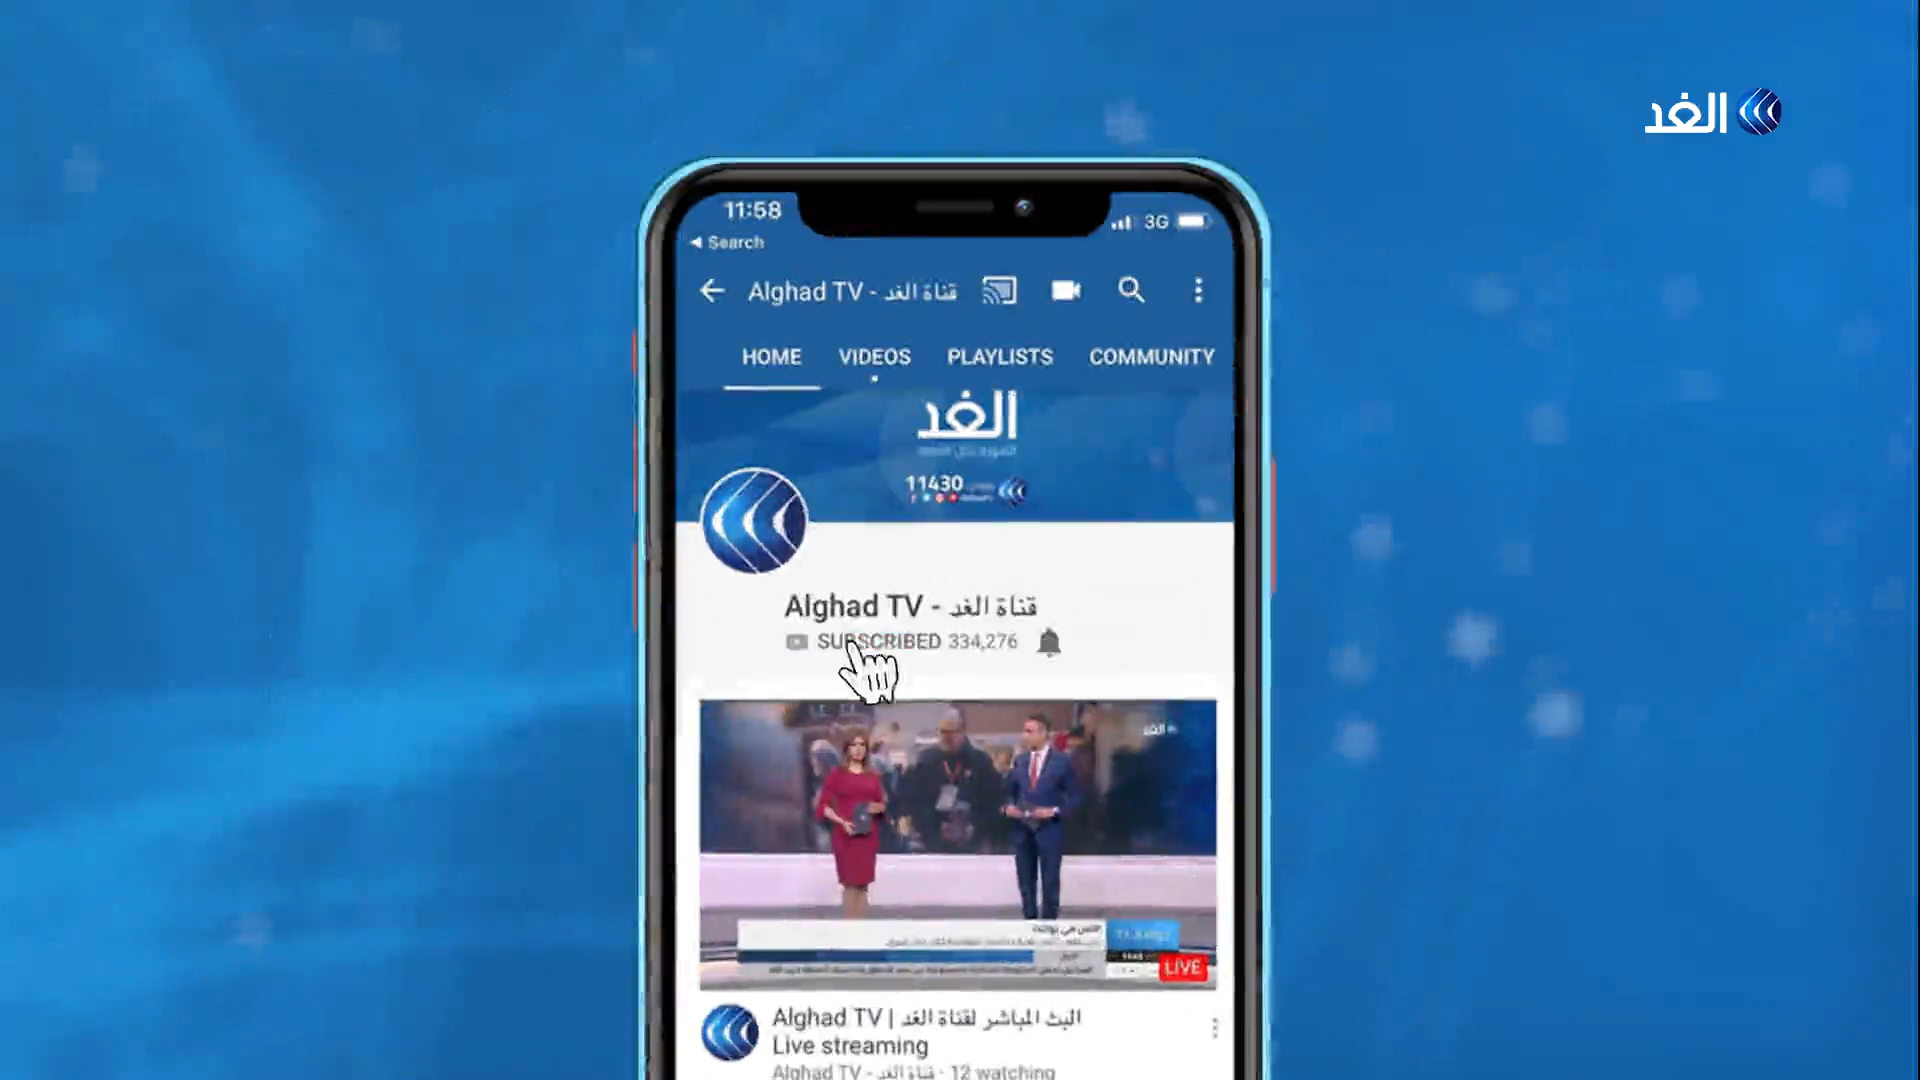 الغد
11:58
3G
Search
Alghad TV - قناة الغد
HOME VIDEOS PLAYLISTS COMMUNITY
الغد
11430
Alghad TV - قناة الغد
SUBSCRIBED 334,276
الغد
LIVE
Alghad TV | البث المباشر لقناة الغد
Live streaming
Alghad TV - قناة الغد · 12 watching